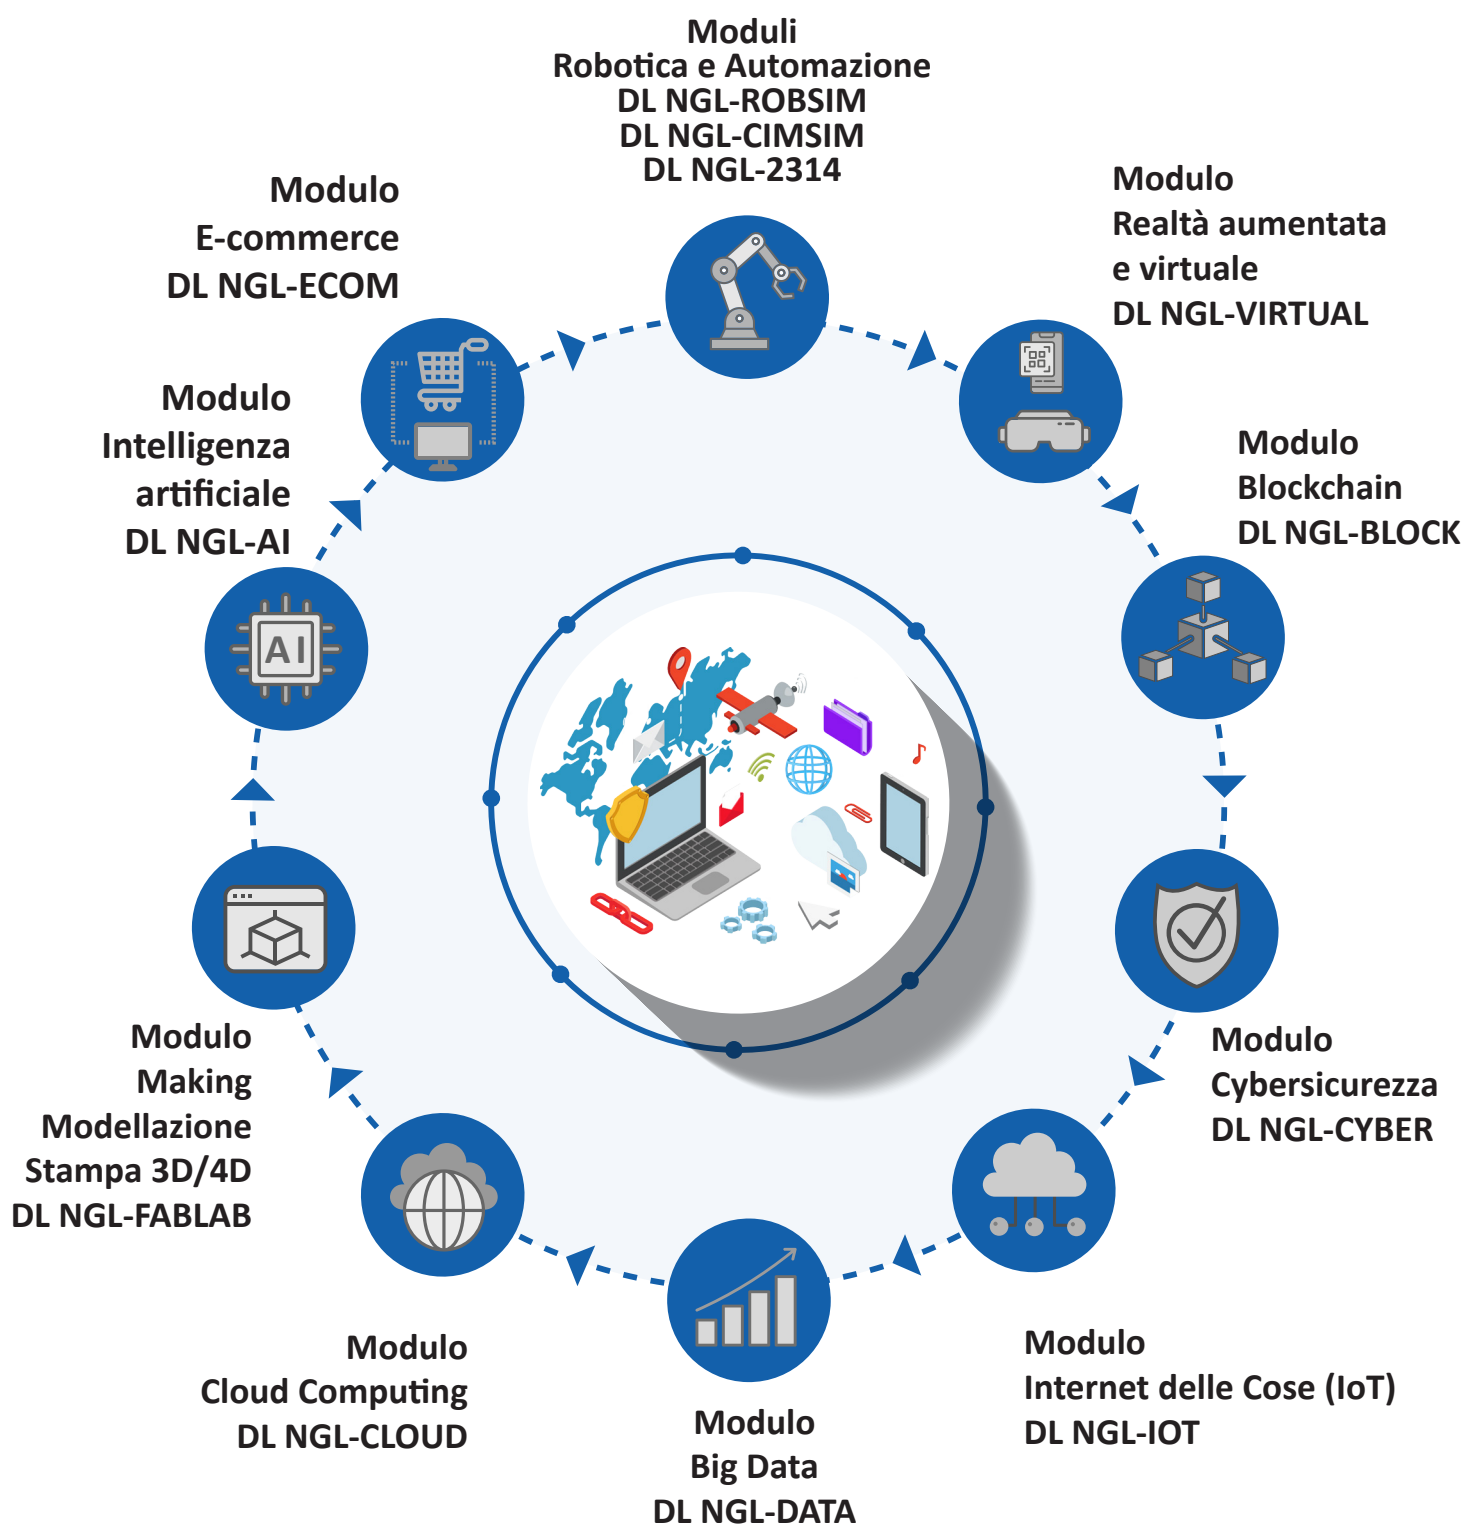 Moduli
Robotica e Automazione
DL NGL-ROBSIM
DL NGL-CIMSIM
DL NGL-2314
Modulo
Realtà aumentata
e virtuale
DL NGL-VIRTUAL
Modulo
Blockchain
DL NGL-BLOCK
Modulo
Cybersicurezza
DL NGL-CYBER
Modulo
Internet delle Cose (IoT)
DL NGL-IOT
Modulo
Big Data
DL NGL-DATA
Modulo
Cloud Computing
DL NGL-CLOUD
Modulo
Making
Modellazione
Stampa 3D/4D
DL NGL-FABLAB
Modulo
Intelligenza
artificiale
DL NGL-AI
AI
Modulo
E-commerce
DL NGL-ECOM